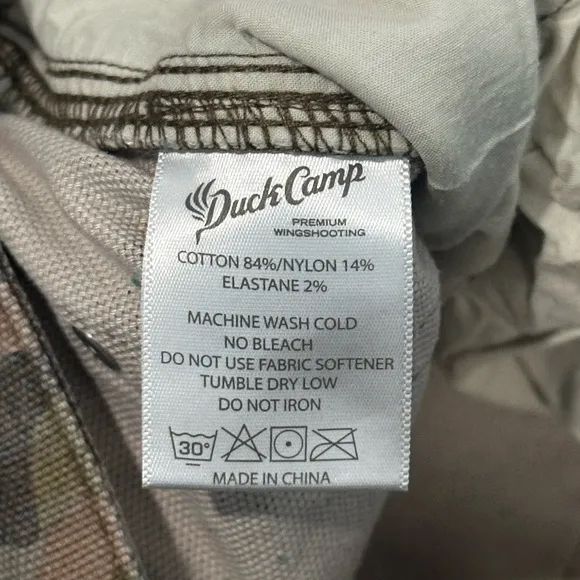 Duck Camp
PREMIUM
WINGSHOOTING
COTTON 84%/NYLON 14%
ELASTANE 2%
MACHINE WASH COLD
NO BLEACH
DO NOT USE FABRIC SOFTENER
TUMBLE DRY LOW
DO NOT IRON
30°
MADE IN CHINA